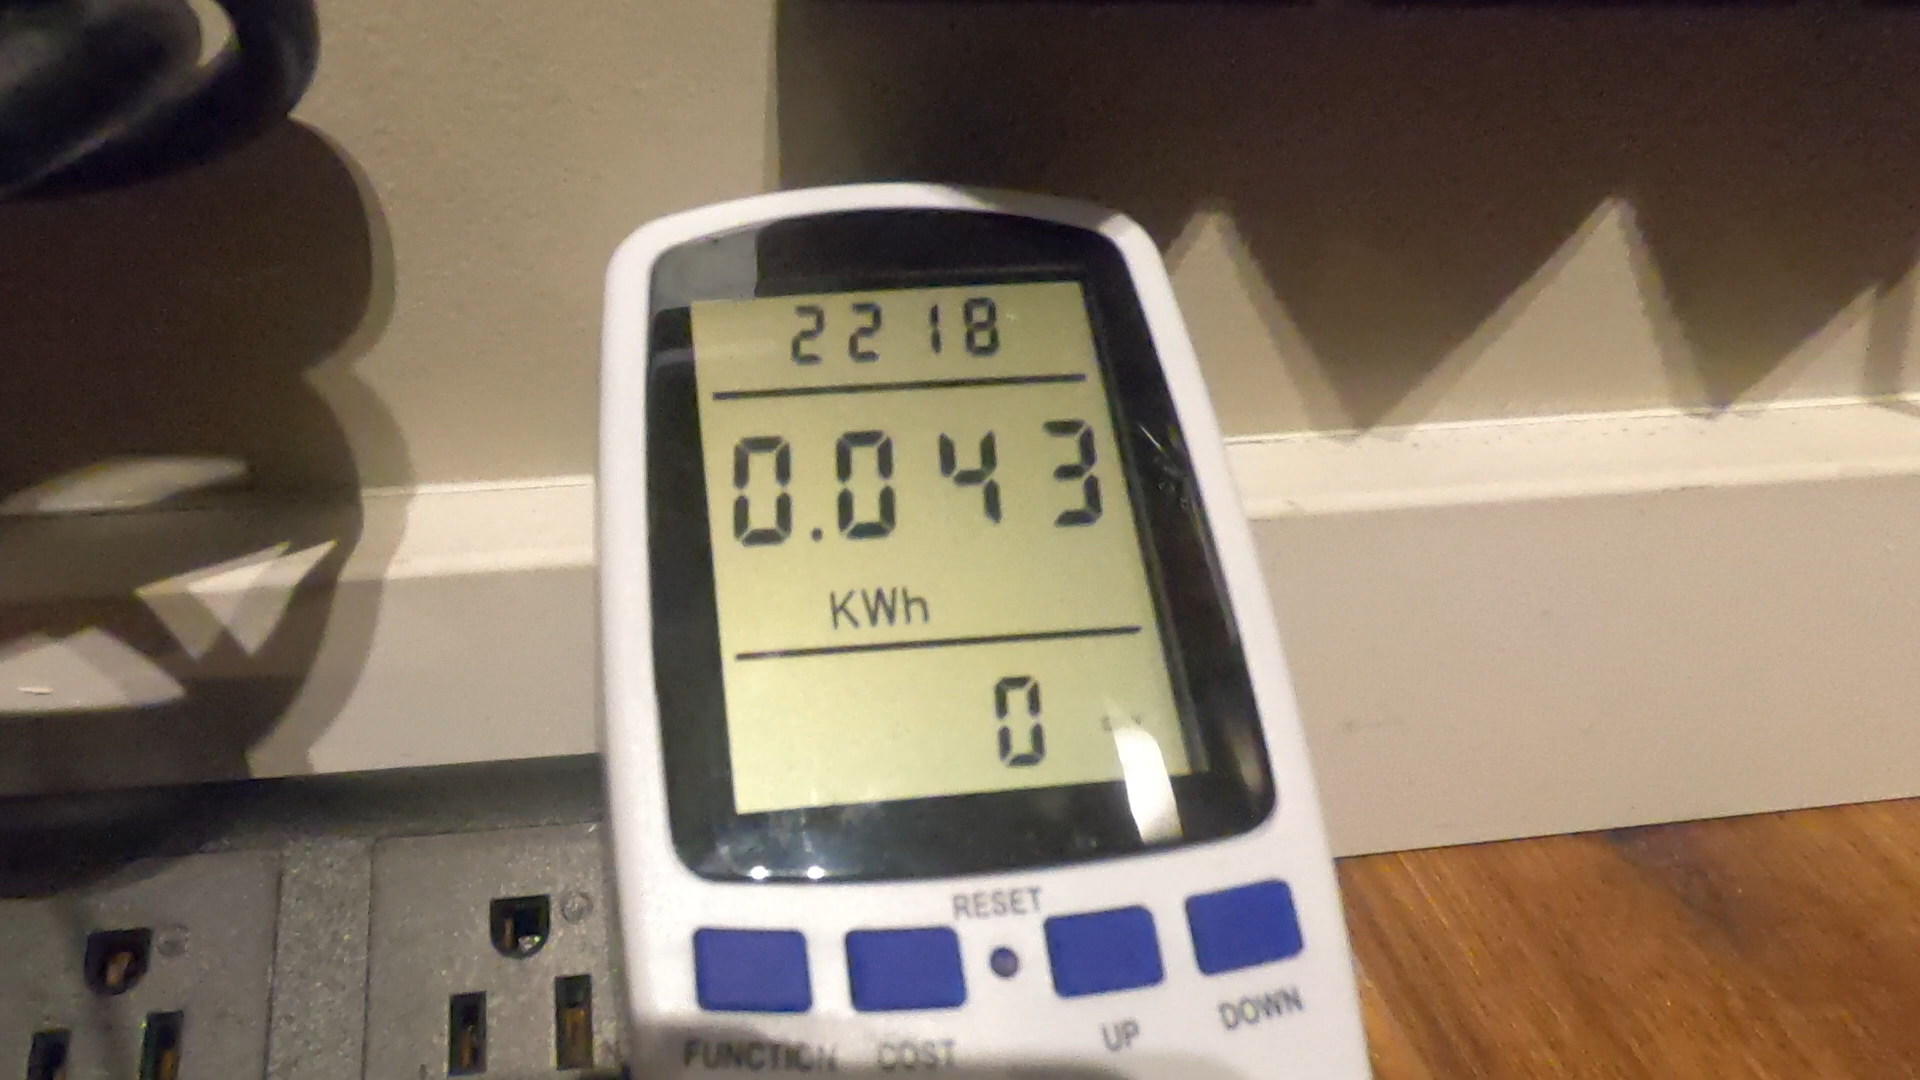 2218
0.043
KWh
0
RESET
FUNCTION COST UP DOWN